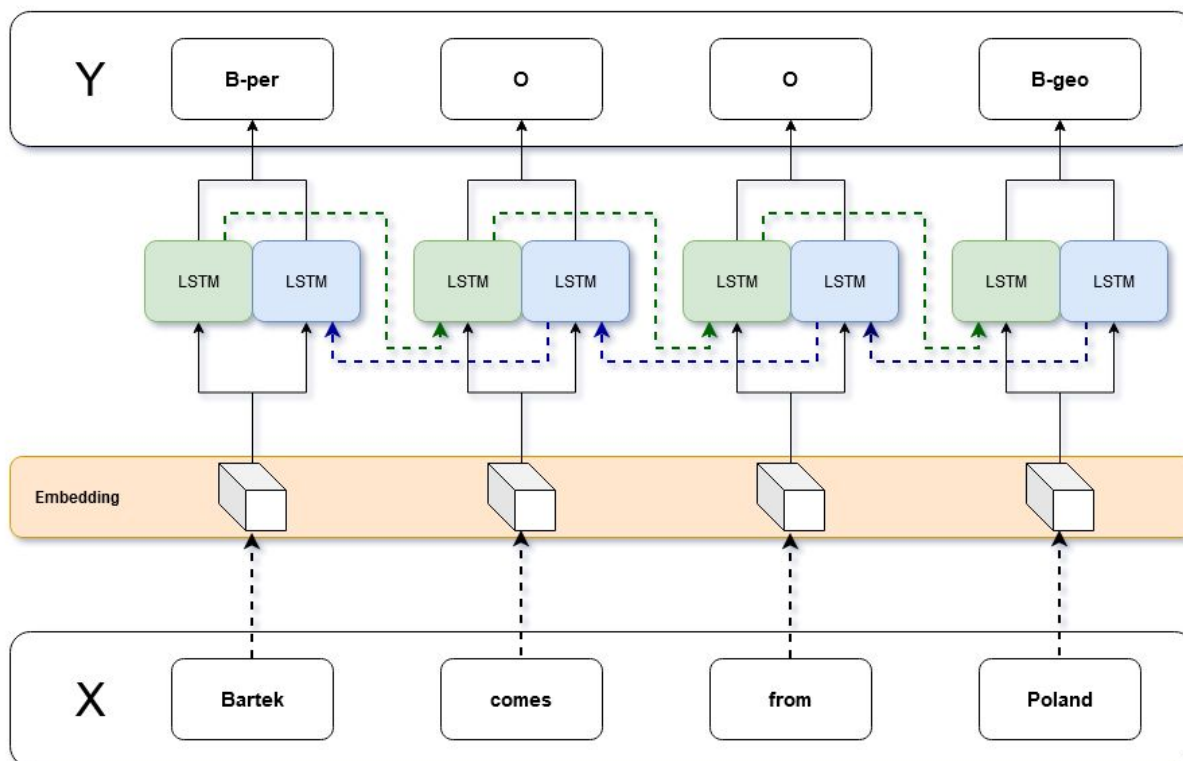 Y
B-per
O
O
B-geo
LSTM LSTM
LSTM LSTM
LSTM LSTM
LSTM LSTM
Embedding
X
Bartek
comes
from
Poland